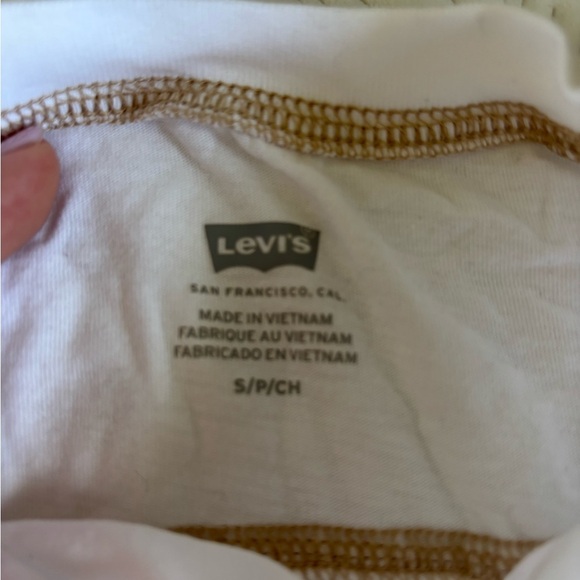 Levi's
SAN FRANCISCO, CAL.
MADE IN VIETNAM
FABRIQUE AU VIETNAM
FABRICADO EN VIETNAM
S/P/CH